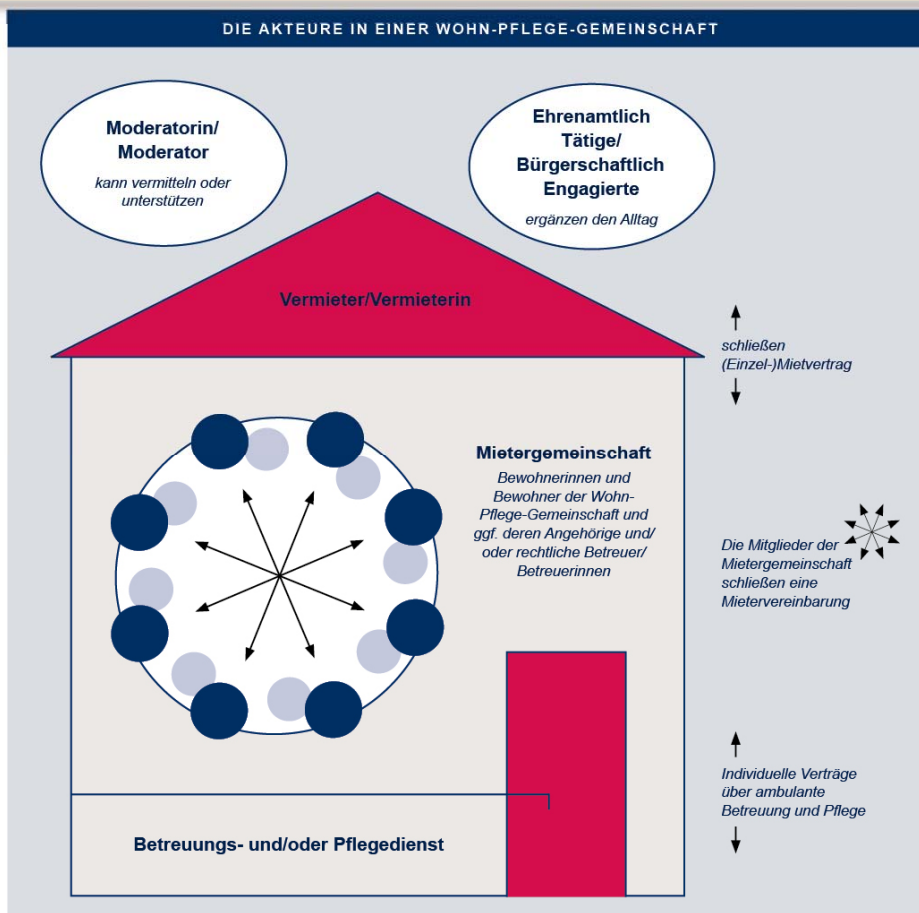 DIE AKTEURE IN EINER WOHN-PFLEGE-GEMEINSCHAFT
Moderatorin/
Moderator
kann vermitteln oder
unterstützen
Ehrenamtlich
Tätige/
Bürgerschaftlich
Engagierte
ergänzen den Alltag
Vermieter/Vermieterin
schließen
(Einzel-)Mietvertrag
Mietergemeinschaft
Bewohnerinnen und
Bewohner der Wohn-
Pflege-Gemeinschaft und
ggf. deren Angehörige und/
oder rechtliche Betreuer/
Betreuerinnen
Die Mitglieder der
Mietergemeinschaft
schließen eine
Mietervereinbarung
Individuelle Verträge
über ambulante
Betreuung und Pflege
Betreuungs- und/oder Pflegedienst